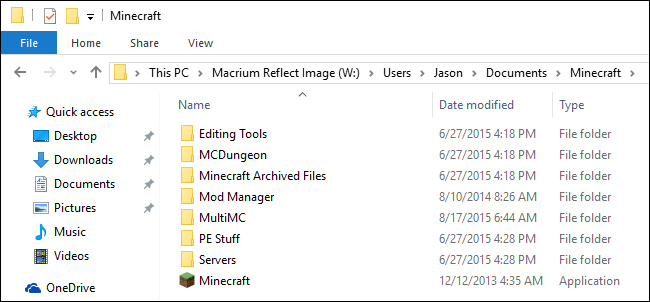 Minecraft
File Home Share View
This PC Macrium Reflect Image (W:) Users Jason Documents Minecraft
Quick access
Desktop
Downloads
Documents
Pictures
Music
Videos
OneDrive
Name Date modified Type
Editing Tools 6/27/2015 4:18 PM File folder
MCDungeon 6/27/2015 4:18 PM File folder
Minecraft Archived Files 6/27/2015 4:18 PM File folder
Mod Manager 8/10/2014 8:26 AM File folder
MultiMC 8/17/2015 6:44 AM File folder
PE Stuff 6/27/2015 4:28 PM File folder
Servers 6/27/2015 4:28 PM File folder
Minecraft 12/12/2013 4:35 AM Application